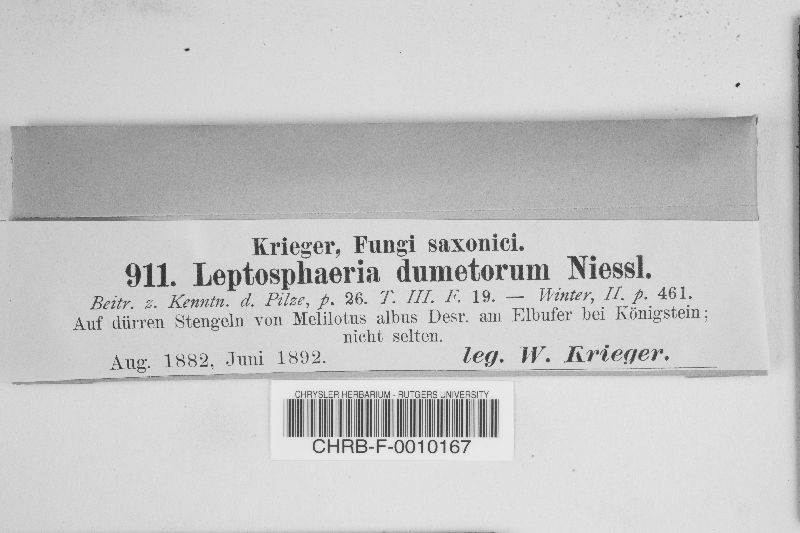 Krieger, Fungi saxonici.
911. Leptosphaeria dumetorum Niessl.
Beitr. z. Kenntn. d. Pilze, p. 26. T. III. F. 19. — Winter, II. p. 461.
Auf dürren Stengeln von Melilotus albus Desr. am Elbufer bei Königstein;
nicht selten.
Aug. 1882, Juni 1892. leg. W. Krieger.
CHRYSLER HERBARIUM - RUTGERS UNIVERSITY
CHRB-F-0010167